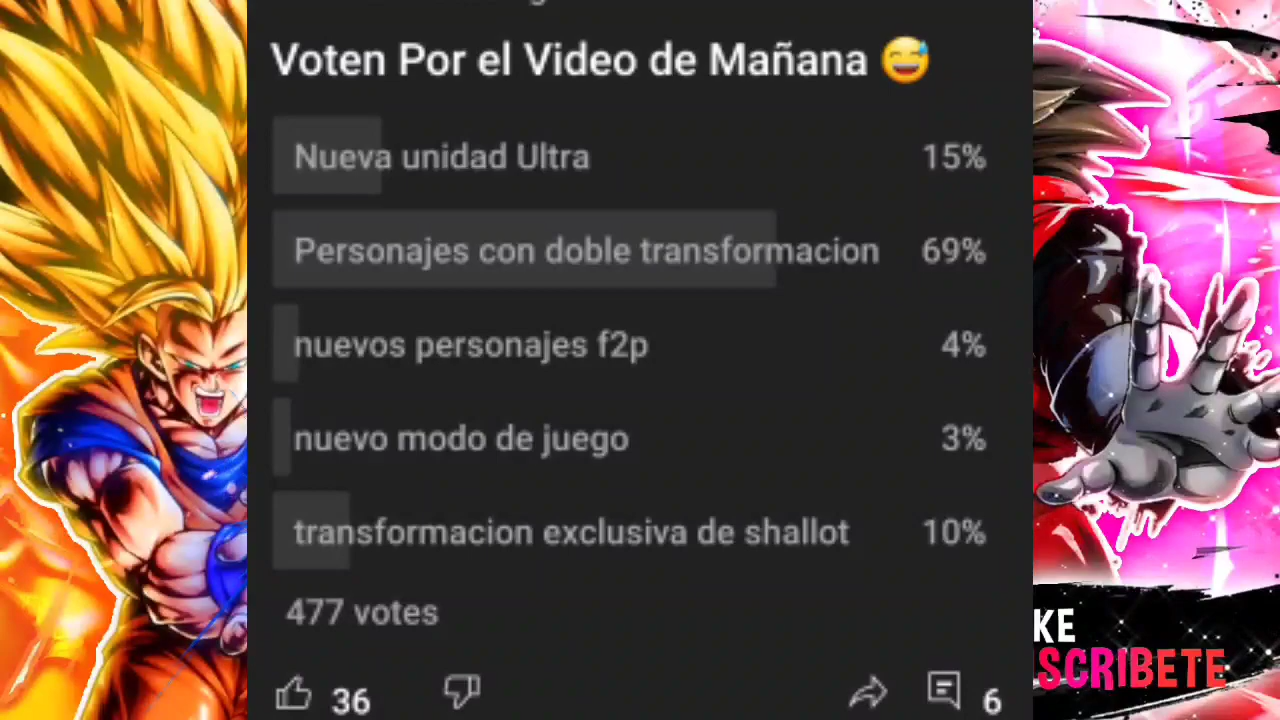 Voten Por el Video de Mañana 😅
Nueva unidad Ultra 15%
Personajes con doble transformacion 69%
nuevos personajes f2p 4%
nuevo modo de juego 3%
transformacion exclusiva de shallot 10%
477 votes
36 6
KE
SCRIBETE